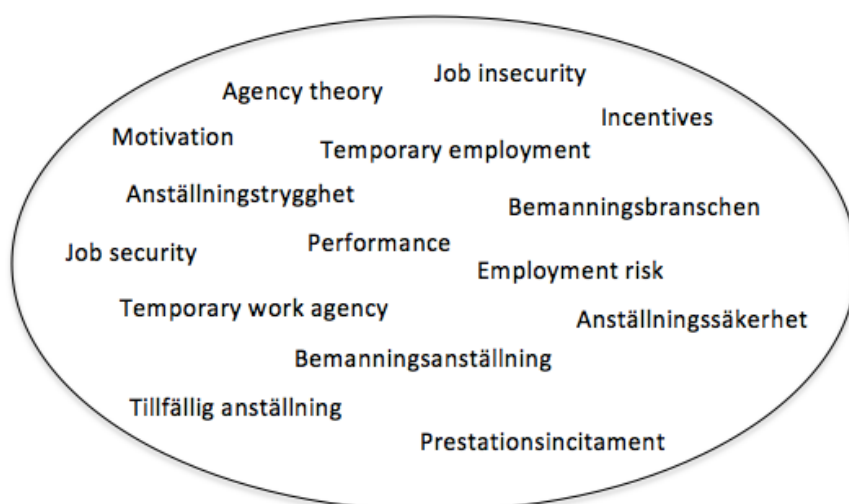 Job insecurity
Agency theory
Incentives
Motivation
Temporary employment
Anställningstrygghet
Bemanningsbranschen
Performance
Job security
Employment risk
Temporary work agency
Anställningssäkerhet
Bemanningsanställning
Tillfällig anställning
Prestationsincitament